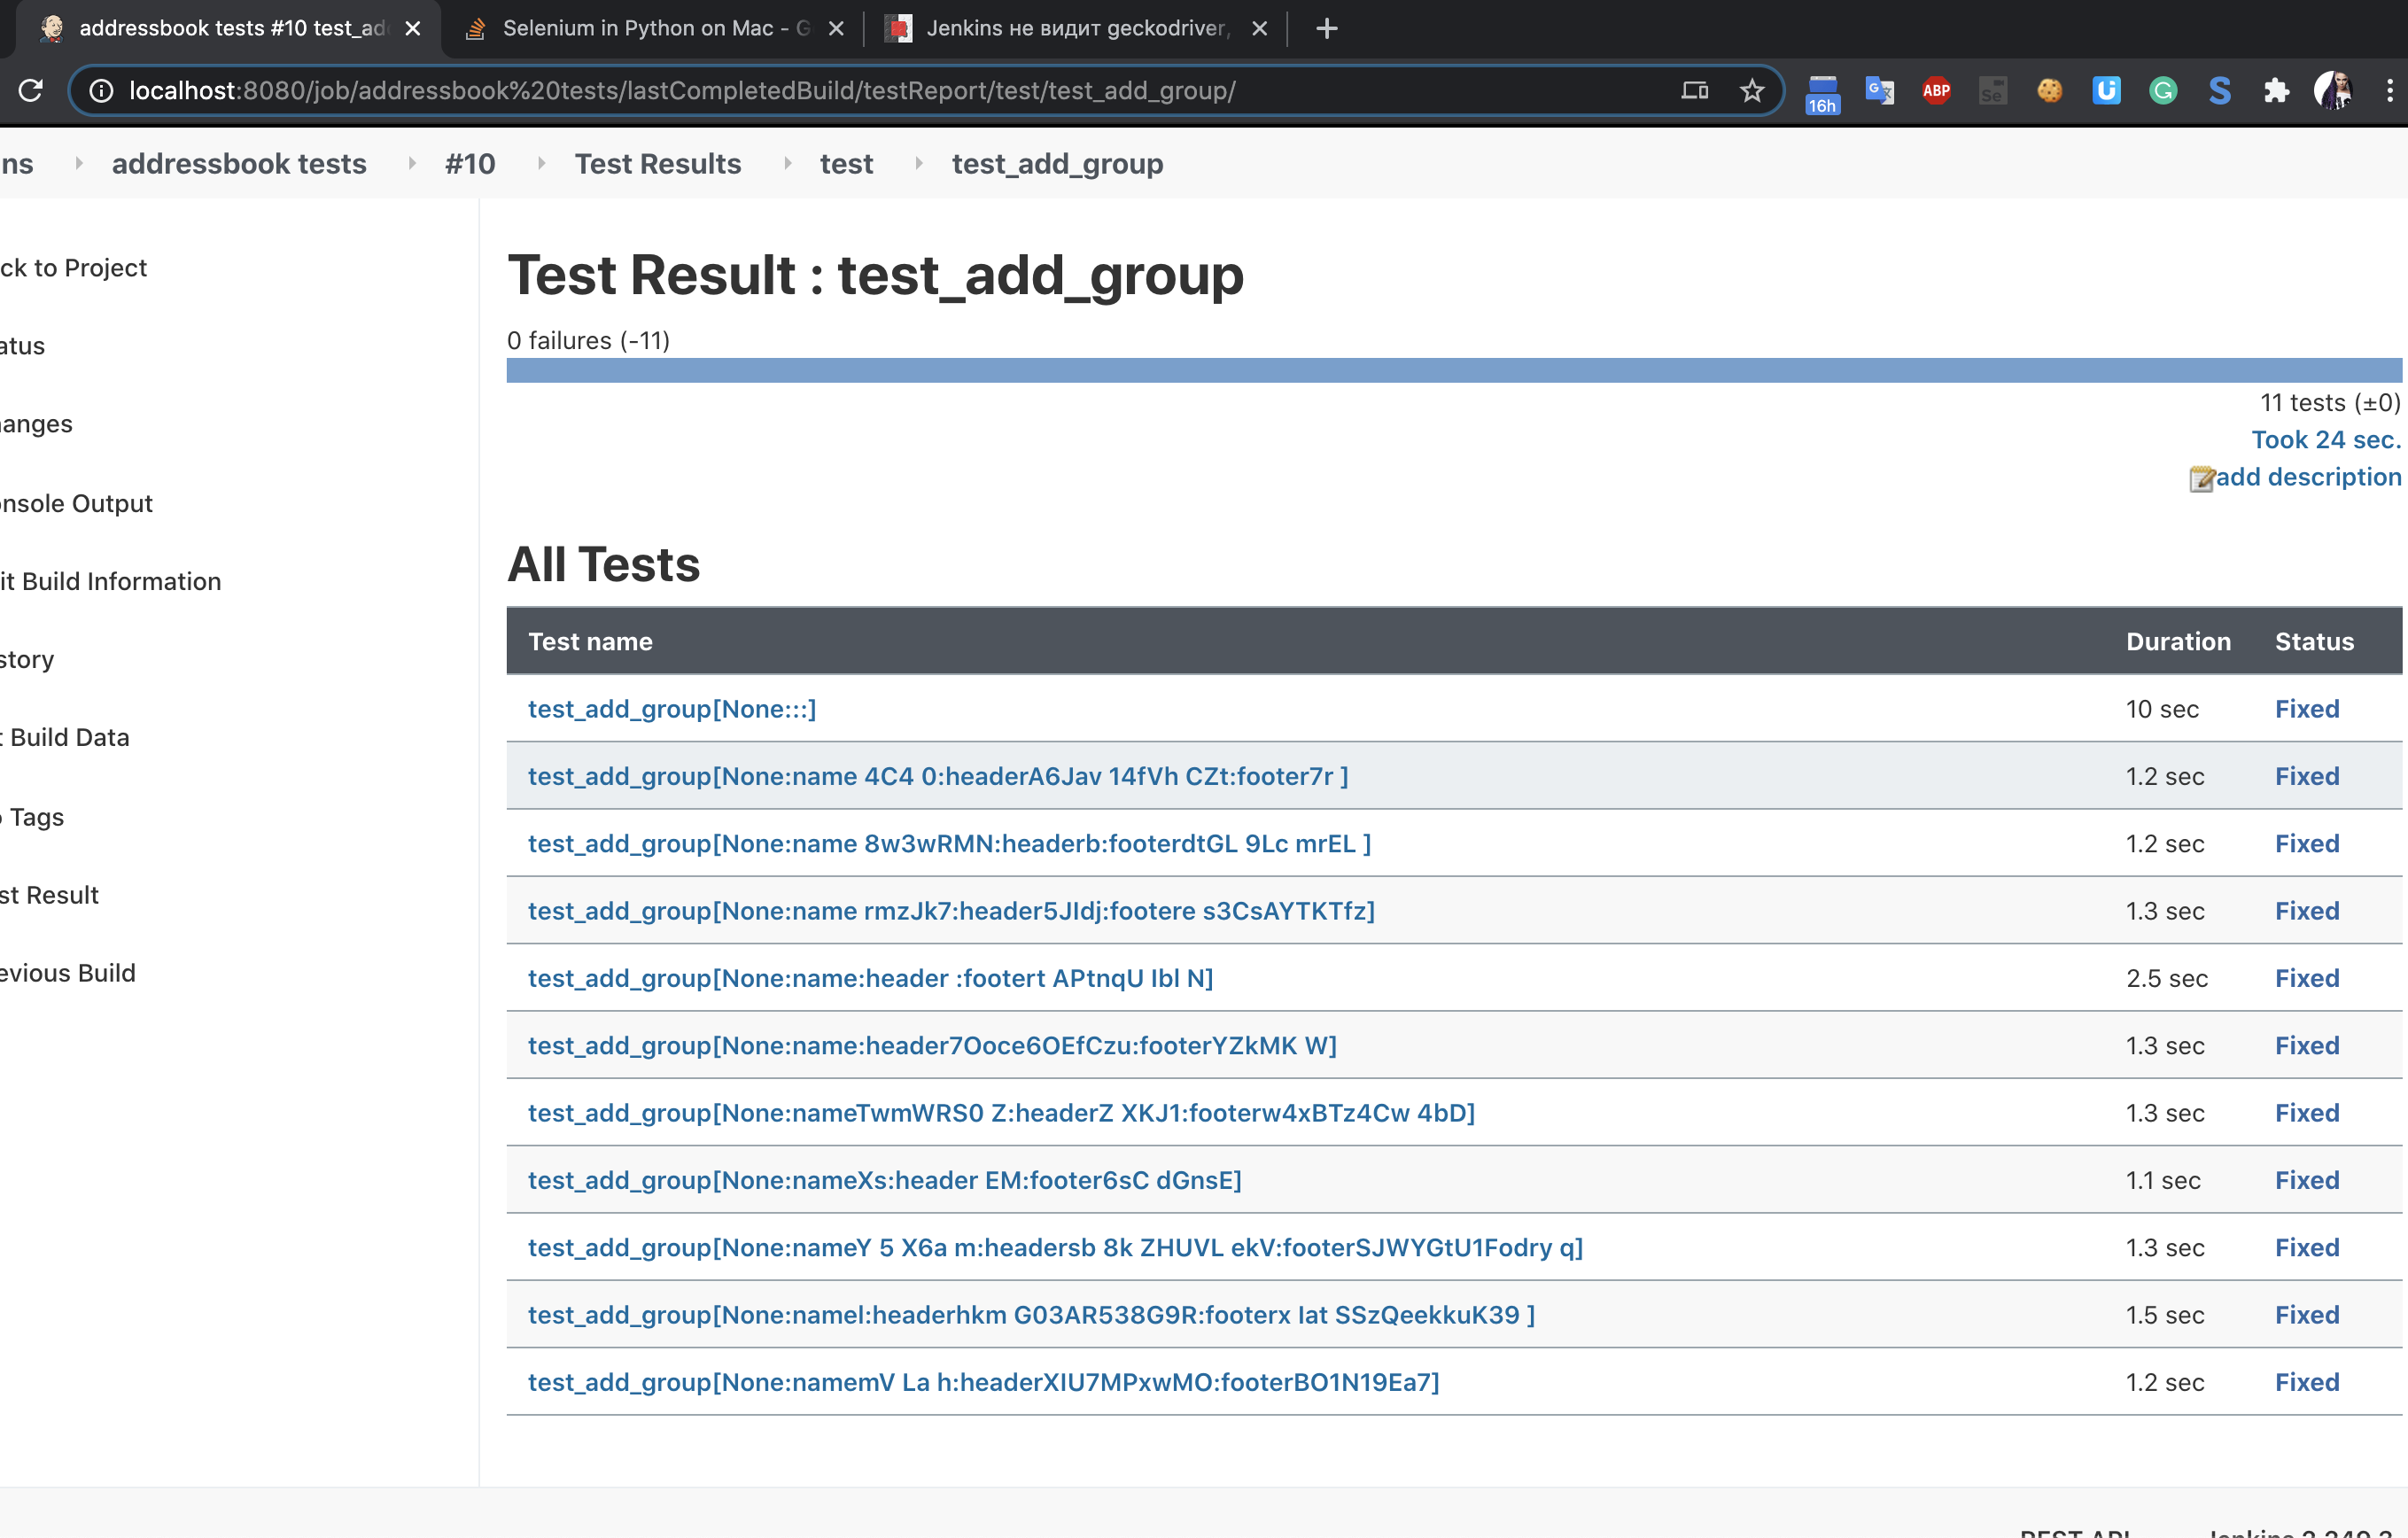 addressbook tests #10 test_ad
Selenium in Python on Mac - G
Jenkins не видит geckodriver,
localhost:8080/job/addressbook%20tests/lastCompletedBuild/testReport/test/test_add_group/
16h
ABP
Se
ns
addressbook tests
#10
Test Results
test
test_add_group
ck to Project
atus
anges
onsole Output
it Build Information
story
t Build Data
o Tags
st Result
evious Build
Test Result : test_add_group
0 failures (-11)
11 tests (±0)
Took 24 sec.
add description
All Tests
Test name Duration Status
test_add_group[None:::] 10 sec Fixed
test_add_group[None:name 4C4 0:headerA6Jav 14fVh CZt:footer7r ] 1.2 sec Fixed
test_add_group[None:name 8w3wRMN:headerb:footerdtGL 9Lc mrEL ] 1.2 sec Fixed
test_add_group[None:name rmzJk7:header5JIdj:footere s3CsAYTKTfz] 1.3 sec Fixed
test_add_group[None:name:header :footert APtnqU Ibl N] 2.5 sec Fixed
test_add_group[None:name:header7Ooce6OEfCzu:footerYZkMK W] 1.3 sec Fixed
test_add_group[None:nameTwmWRS0 Z:headerZ XKJ1:footerw4xBTz4Cw 4bD] 1.3 sec Fixed
test_add_group[None:nameXs:header EM:footer6sC dGnsE] 1.1 sec Fixed
test_add_group[None:nameY 5 X6a m:headersb 8k ZHUVL ekV:footerSJWYGtU1Fodry q] 1.3 sec Fixed
test_add_group[None:namel:headerhkm G03AR538G9R:footerx Iat SSzQeekkuK39 ] 1.5 sec Fixed
test_add_group[None:namemV La h:headerXIU7MPxwMO:footerBO1N19Ea7] 1.2 sec Fixed
REST API Jenkins 2.249.2